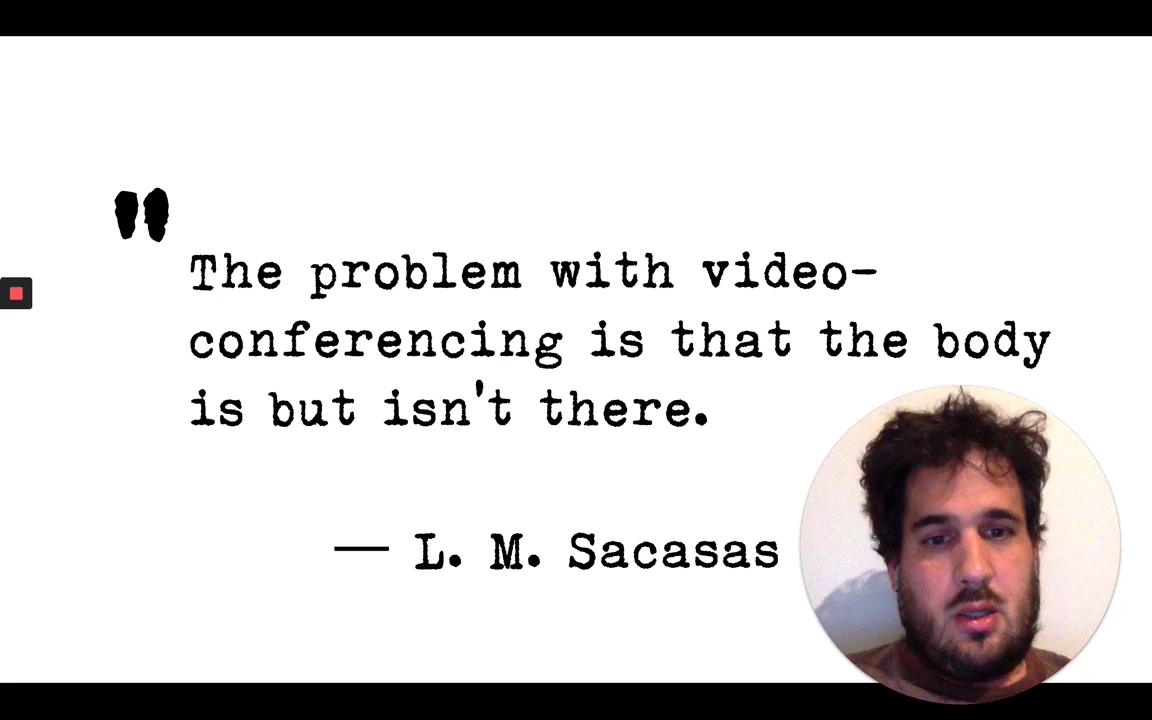 "
The problem with video-
conferencing is that the body
is but isn't there.
— L. M. Sacasas